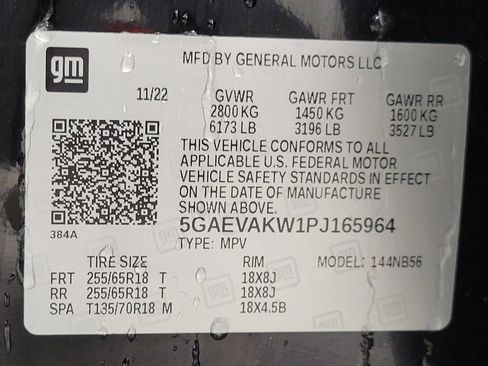 gm
MFD BY GENERAL MOTORS LLC
11/22 GVWR GAWR FRT GAWR RR
2800 KG 1450 KG 1600 KG
6173 LB 3196 LB 3527 LB
THIS VEHICLE CONFORMS TO ALL
APPLICABLE U.S. FEDERAL MOTOR
VEHICLE SAFETY STANDARDS IN EFFECT
ON THE DATE OF MANUFACTURE
SHOWN ABOVE.
384A
5GAEVAKW1PJ165964
TYPE: MPV
TIRE SIZE RIM MODEL: 144NB56
FRT 255/65R18 T 18X8J
RR 255/65R18 T 18X8J
SPA T135/70R18 M 18X4.5B